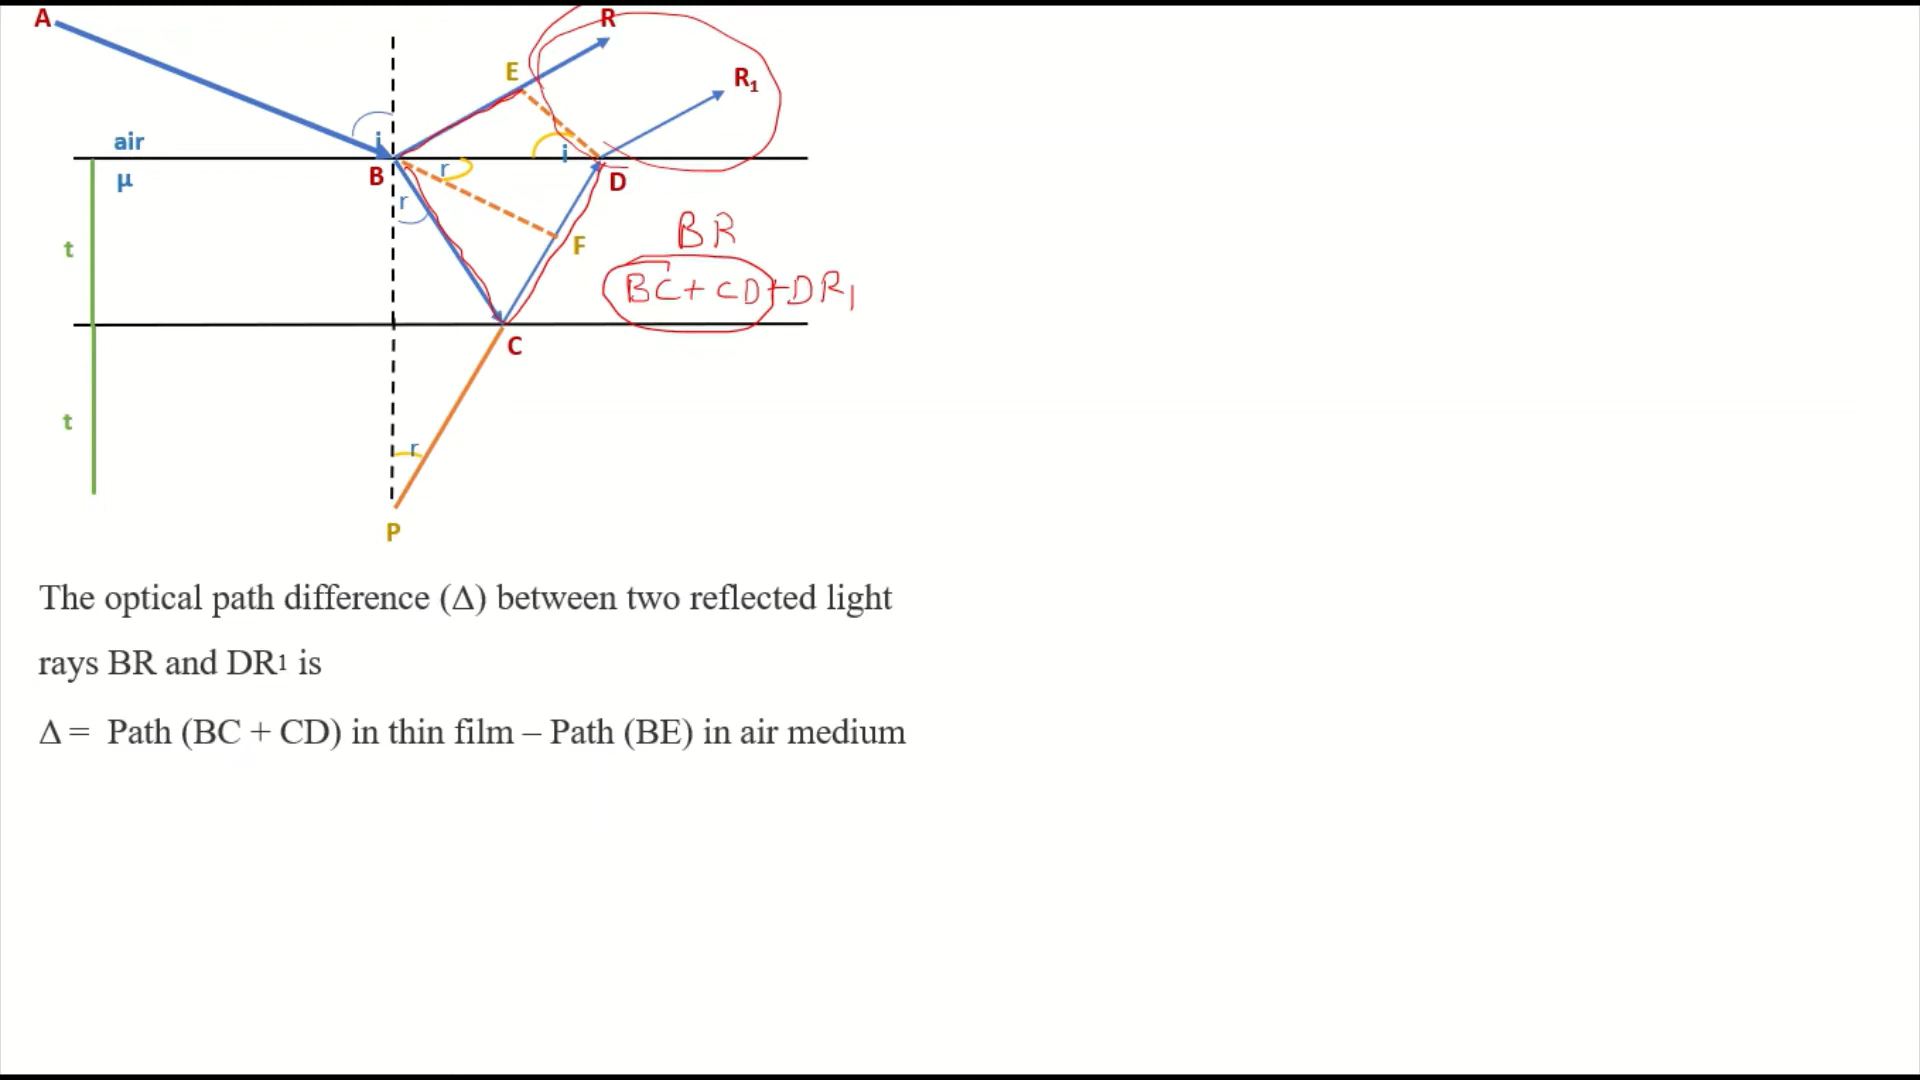 A
R
E
R₁
air
i
i
μ
B
r
D
r
t
F
BR
BC+CD+DR₁
C
t
r
P
The optical path difference (Δ) between two reflected light
rays BR and DR¹ is
Δ = Path (BC + CD) in thin film – Path (BE) in air medium